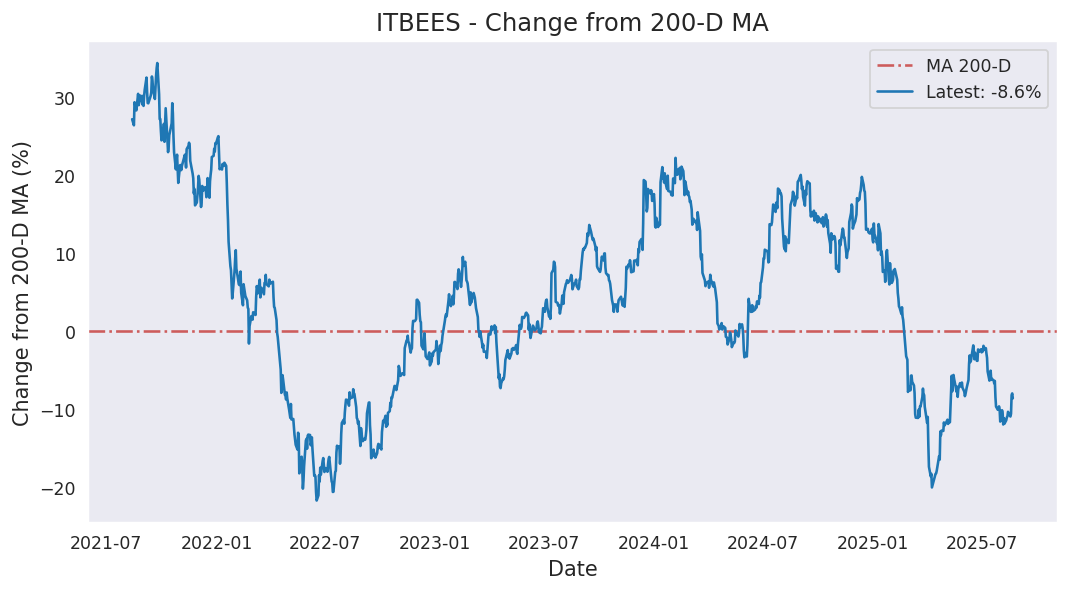 ITBEES - Change from 200-D MA
MA 200-D
Latest: -8.6%
Change from 200-D MA (%)
30
20
10
0
−10
−20
2021-07 2022-01 2022-07 2023-01 2023-07 2024-01 2024-07 2025-01 2025-07
Date